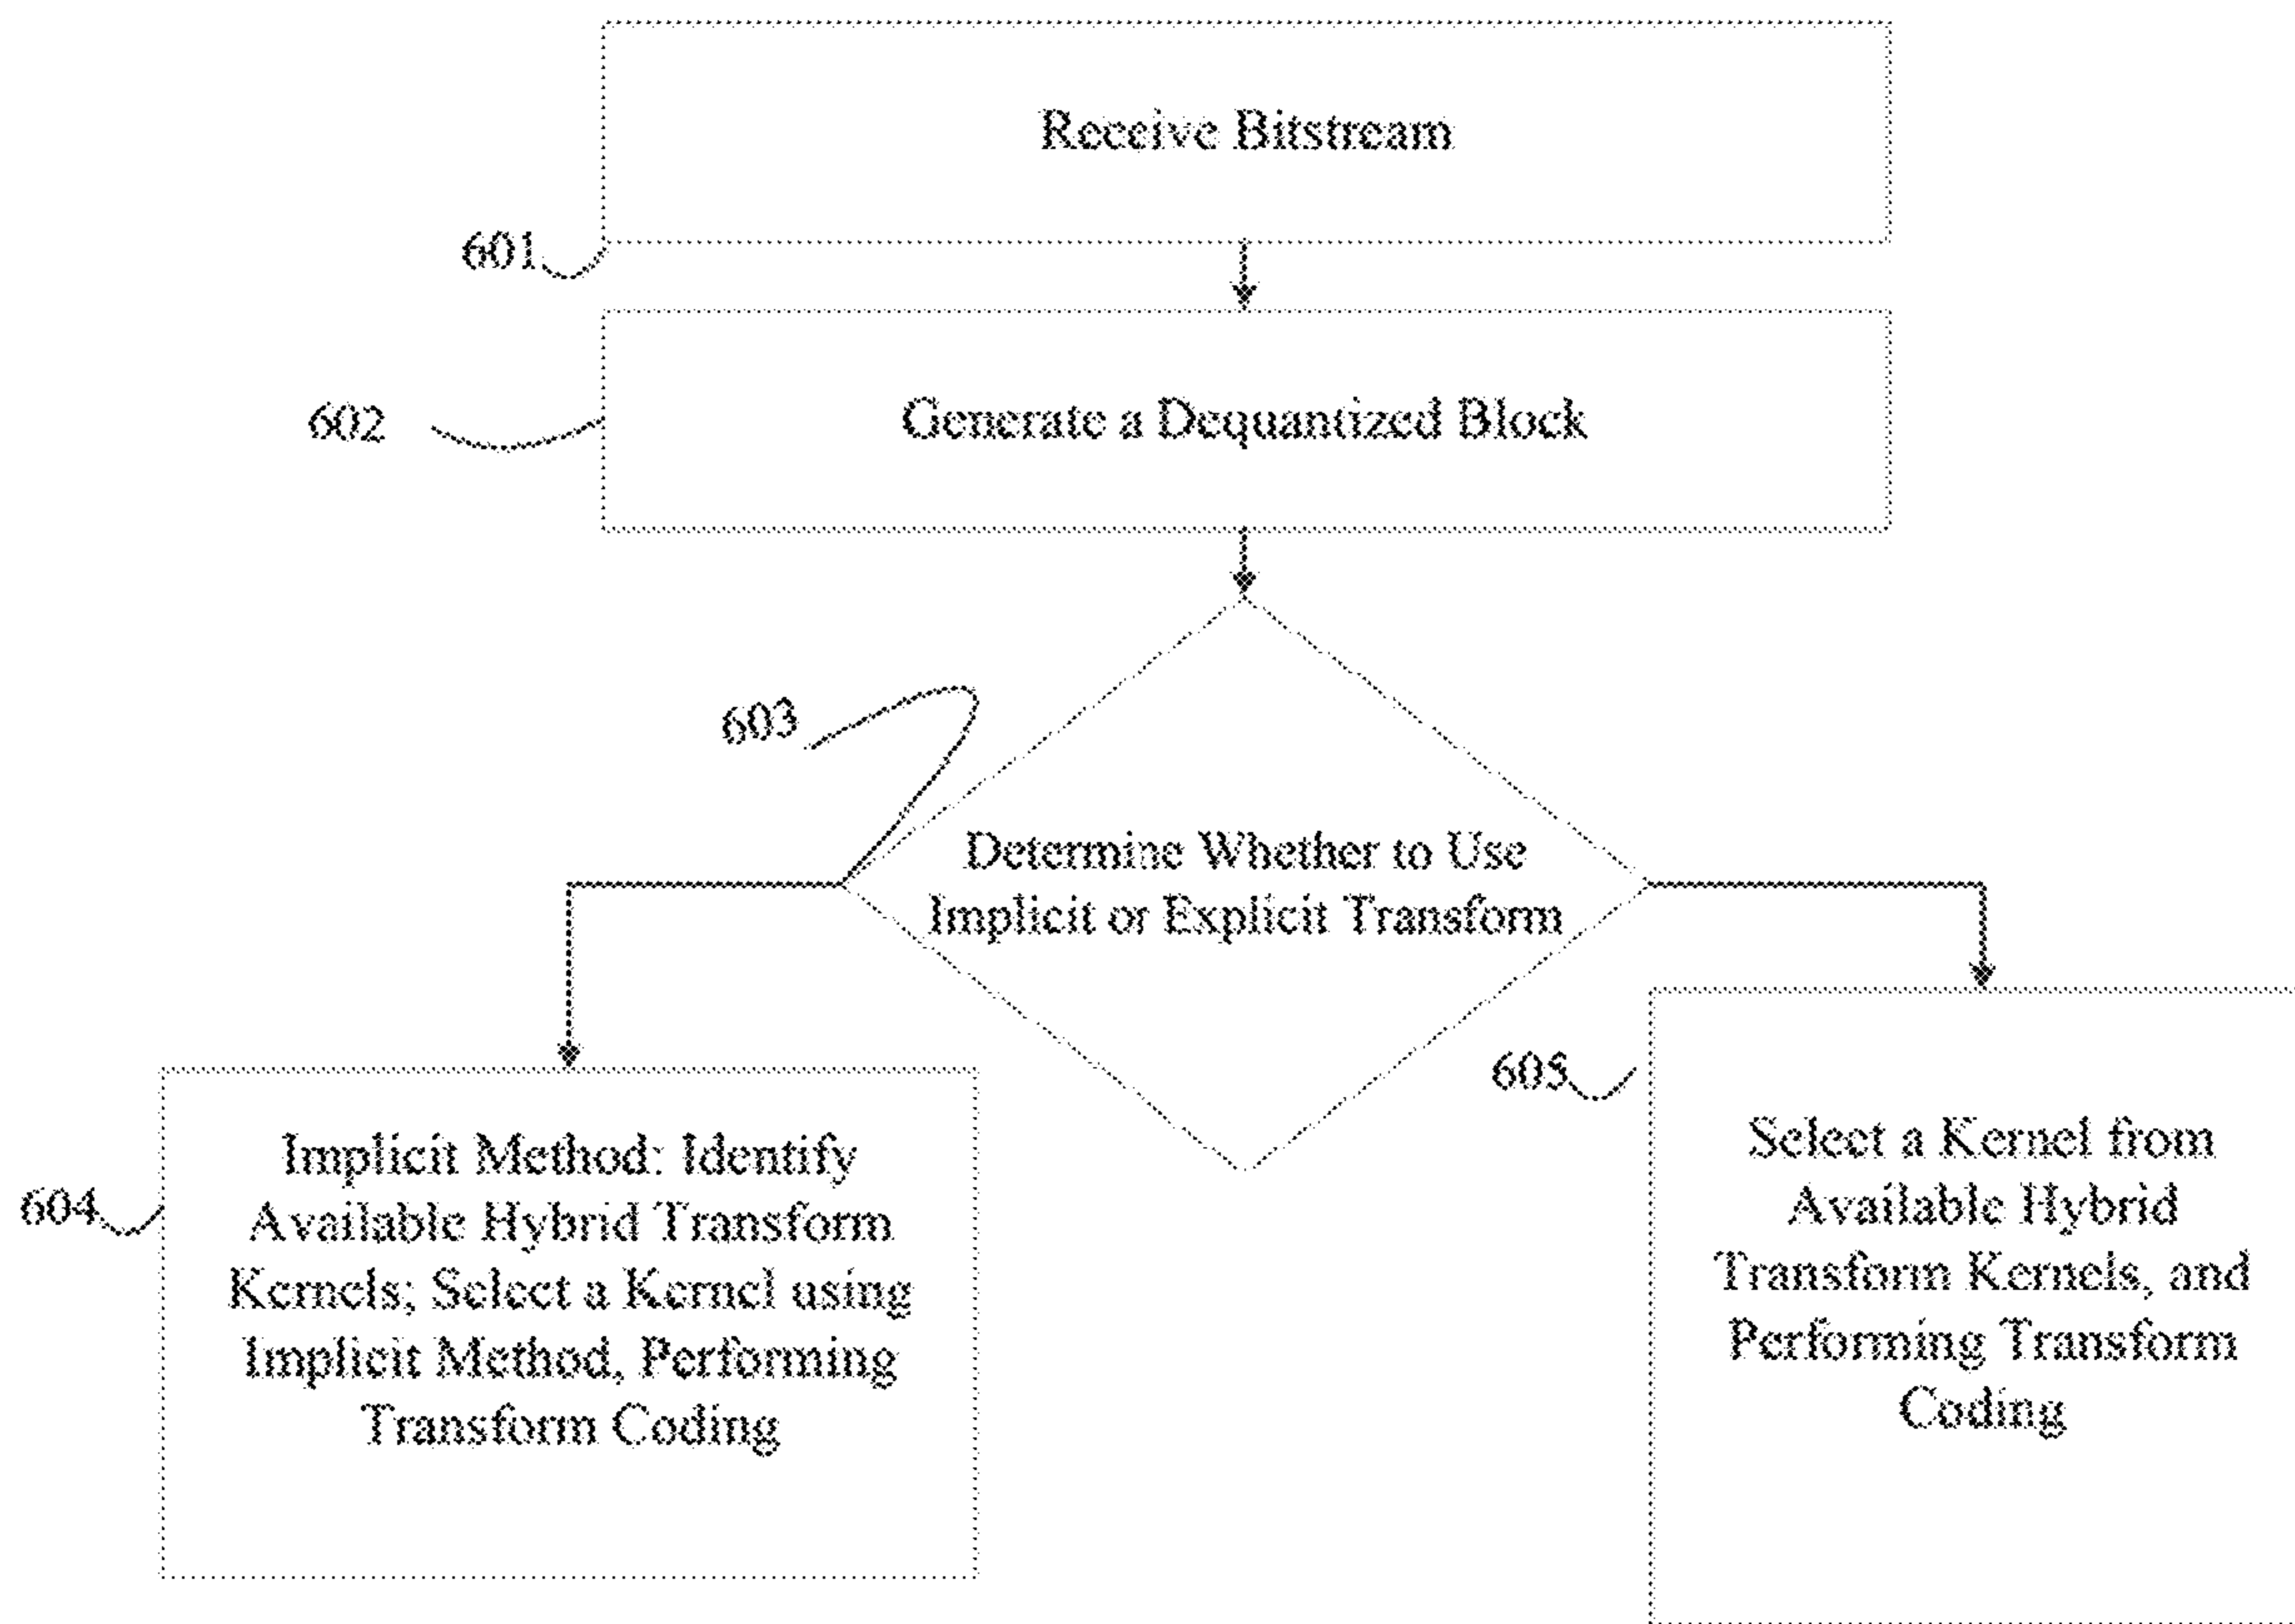 Receive Bitstream
601
602
Generate a Dequantized Block
603
Determine Whether to Use
Implicit or Explicit Transform
604
Implicit Method: Identify
Available Hybrid Transform
Kernels; Select a Kernel using
Implicit Method, Performing
Transform Coding
605
Select a Kernel from
Available Hybrid
Transform Kernels, and
Performing Transform
Coding